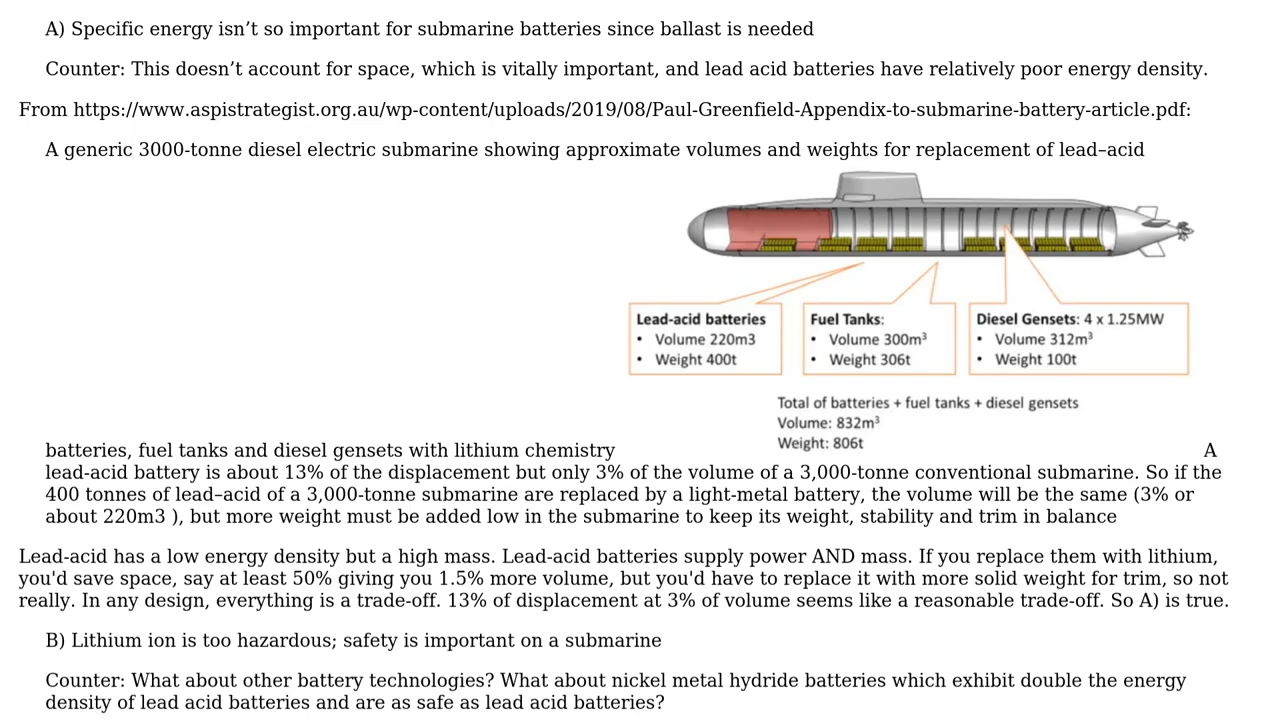 A) Specific energy isn’t so important for submarine batteries since ballast is needed
Counter: This doesn’t account for space, which is vitally important, and lead acid batteries have relatively poor energy density.
From https://www.aspistrategist.org.au/wp-content/uploads/2019/08/Paul-Greenfield-Appendix-to-submarine-battery-article.pdf:
A generic 3000-tonne diesel electric submarine showing approximate volumes and weights for replacement of lead–acid
Lead-acid batteries
• Volume 220m3
• Weight 400t
Fuel Tanks:
• Volume 300m³
• Weight 306t
Diesel Gensets: 4 x 1.25MW
• Volume 312m³
• Weight 100t
Total of batteries + fuel tanks + diesel gensets
Volume: 832m³
Weight: 806t
batteries, fuel tanks and diesel gensets with lithium chemistry A
lead-acid battery is about 13% of the displacement but only 3% of the volume of a 3,000-tonne conventional submarine. So if the
400 tonnes of lead–acid of a 3,000-tonne submarine are replaced by a light-metal battery, the volume will be the same (3% or
about 220m3 ), but more weight must be added low in the submarine to keep its weight, stability and trim in balance
Lead-acid has a low energy density but a high mass. Lead-acid batteries supply power AND mass. If you replace them with lithium,
you'd save space, say at least 50% giving you 1.5% more volume, but you'd have to replace it with more solid weight for trim, so not
really. In any design, everything is a trade-off. 13% of displacement at 3% of volume seems like a reasonable trade-off. So A) is true.
B) Lithium ion is too hazardous; safety is important on a submarine
Counter: What about other battery technologies? What about nickel metal hydride batteries which exhibit double the energy
density of lead acid batteries and are as safe as lead acid batteries?